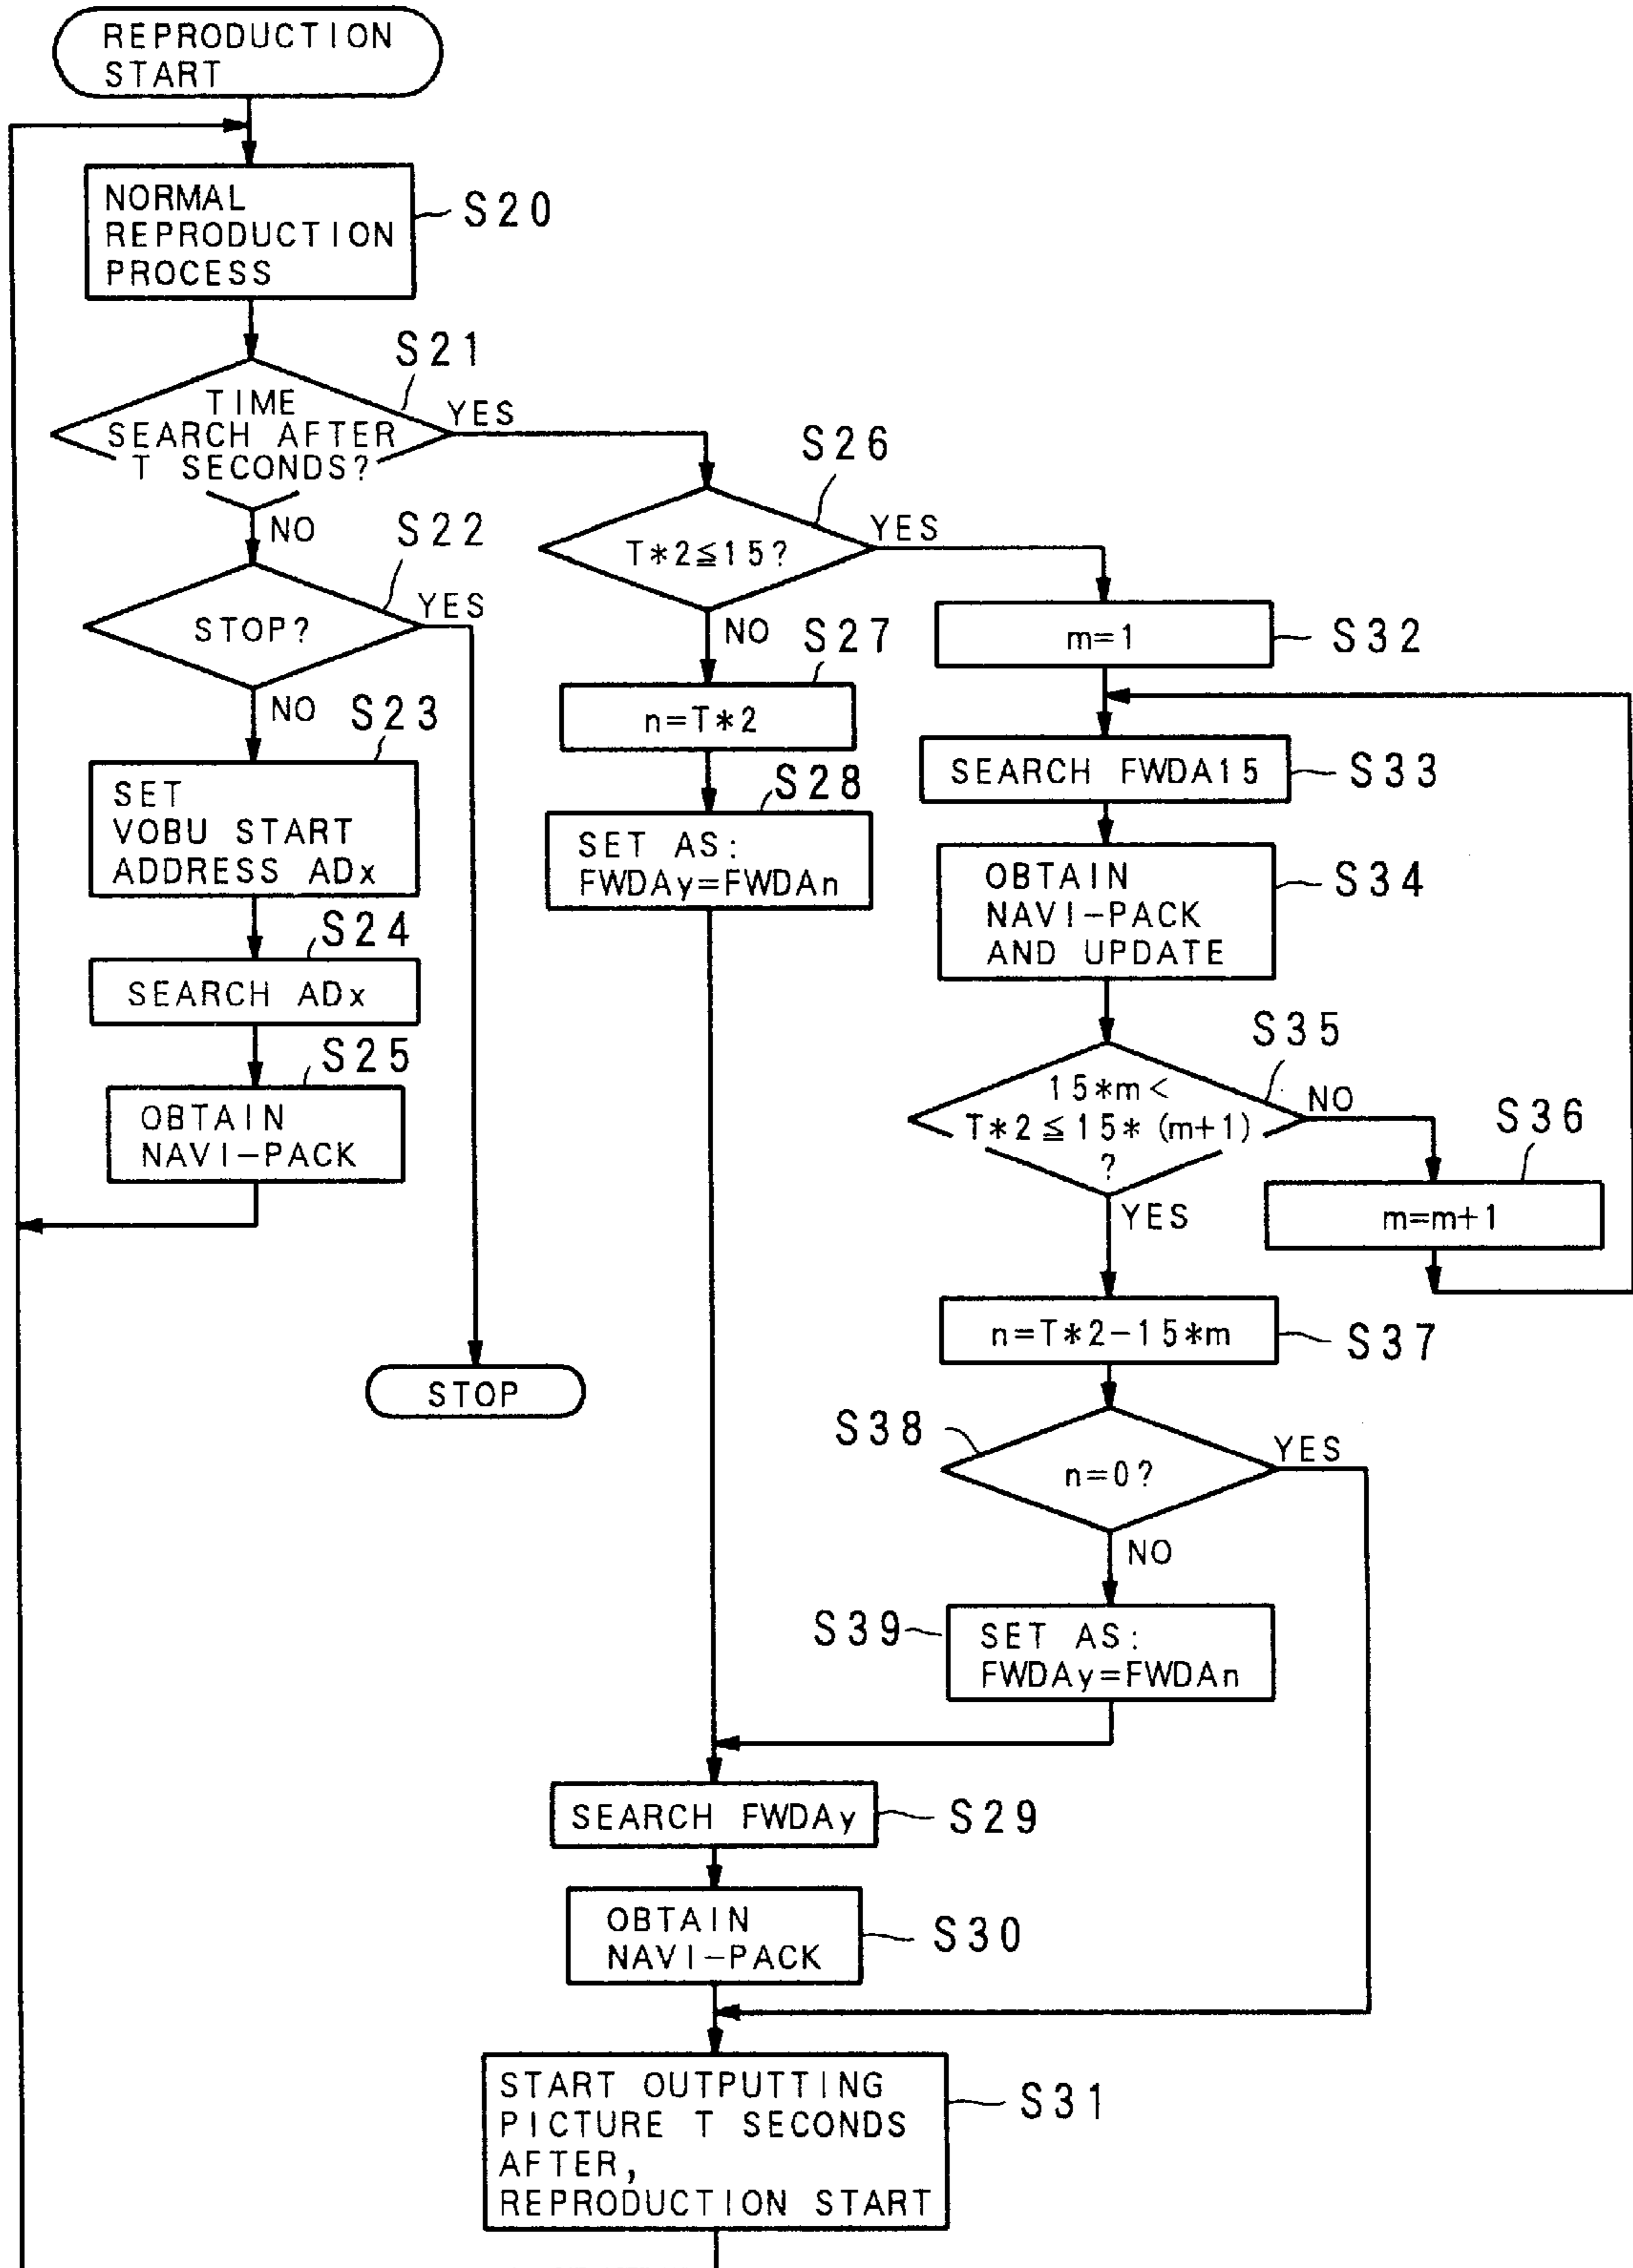 REPRODUCTION
START
NORMAL
REPRODUCTION
PROCESS
S20
S21
TIME
SEARCH AFTER
T SECONDS?
YES
NO
S22
STOP?
YES
NO
S23
SET
VOBU START
ADDRESS ADx
S24
SEARCH ADx
S25
OBTAIN
NAVI-PACK
STOP
S26
T*2≦15?
YES
NO
S27
n=T*2
S28
SET AS:
FWDAy=FWDAn
m=1
S32
SEARCH FWDA15
S33
OBTAIN
NAVI-PACK
AND UPDATE
S34
S35
15*m<
T*2≦15*(m+1)
?
NO
YES
S36
m=m+1
n=T*2-15*m
S37
S38
n=0?
YES
NO
S39
SET AS:
FWDAy=FWDAn
SEARCH FWDAy
S29
OBTAIN
NAVI-PACK
S30
START OUTPUTTING
PICTURE T SECONDS
AFTER,
REPRODUCTION START
S31